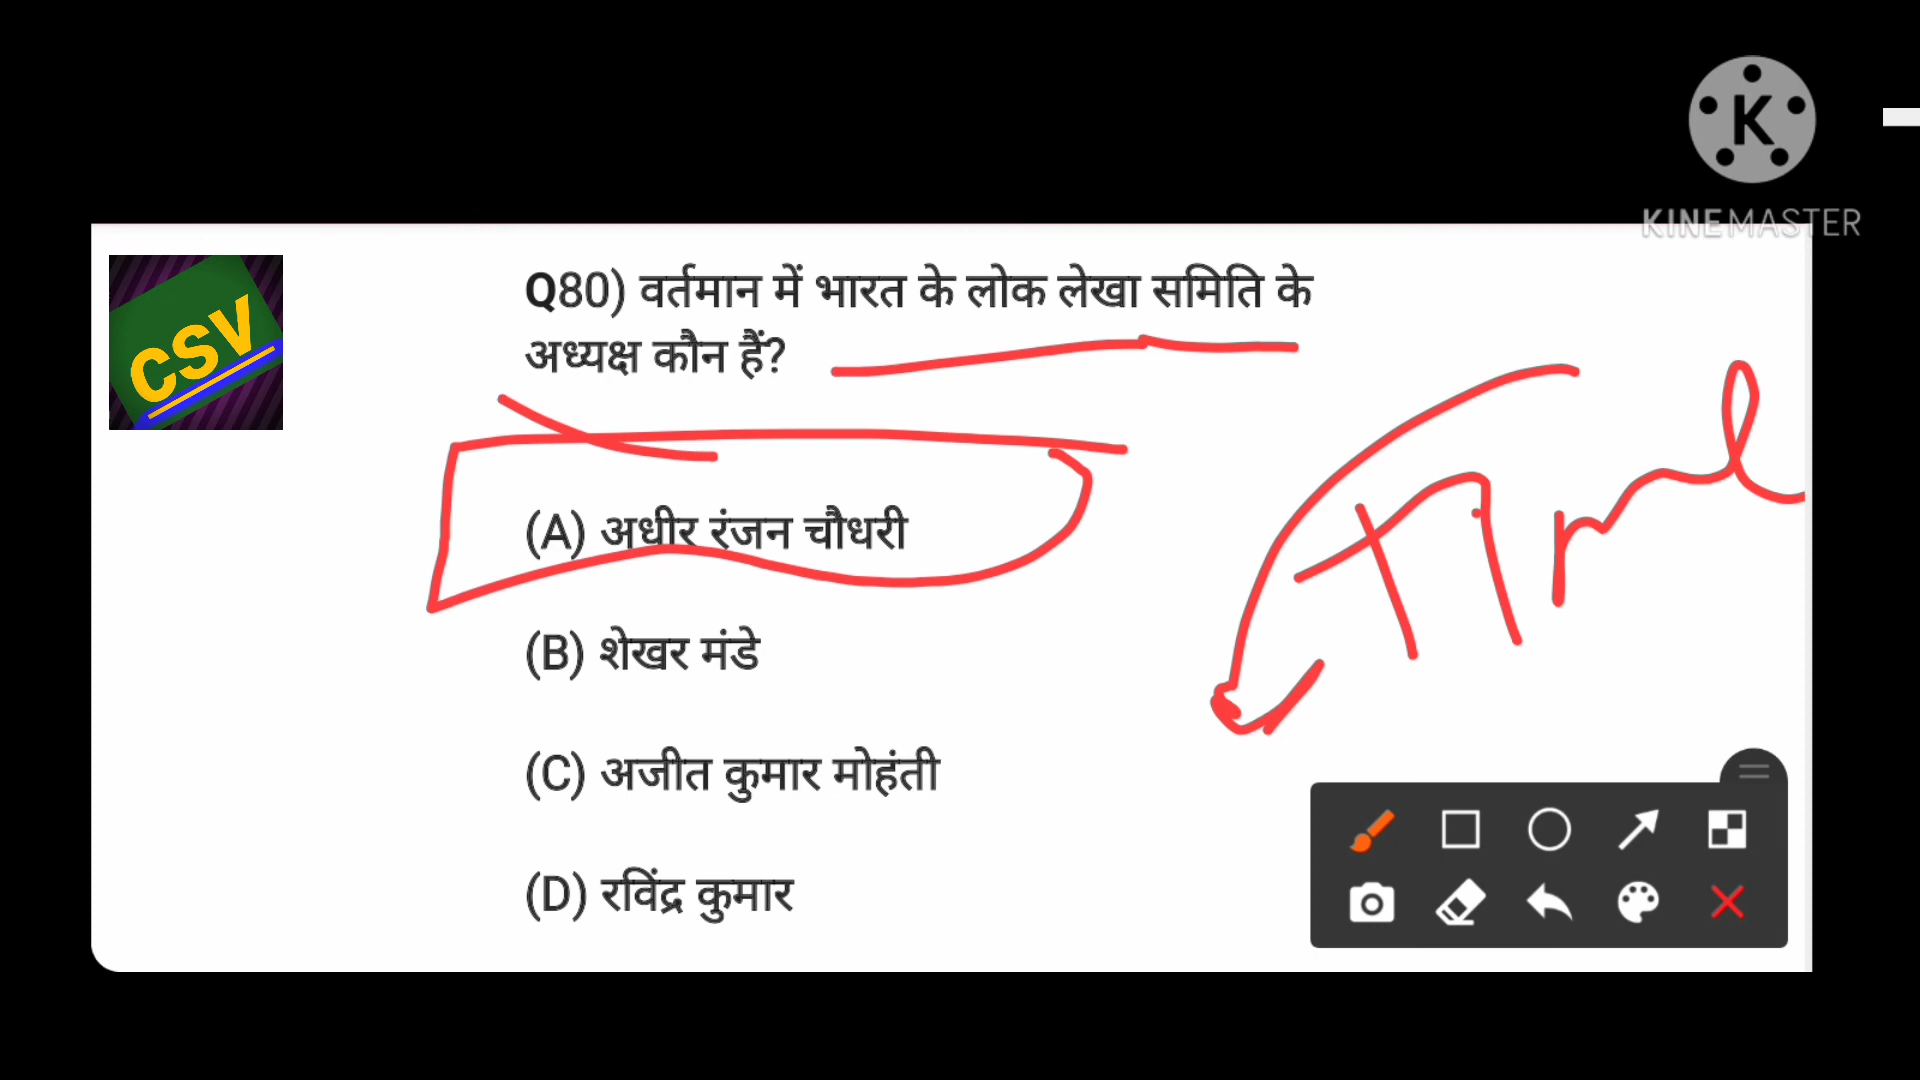 KINEMASTER
CSV
Q80) वर्तमान में भारत के लोक लेखा समिति के
अध्यक्ष कौन हैं?
(A) अधीर रंजन चौधरी
(B) शेखर मंडे
(C) अजीत कुमार मोहंती
(D) रविंद्र कुमार